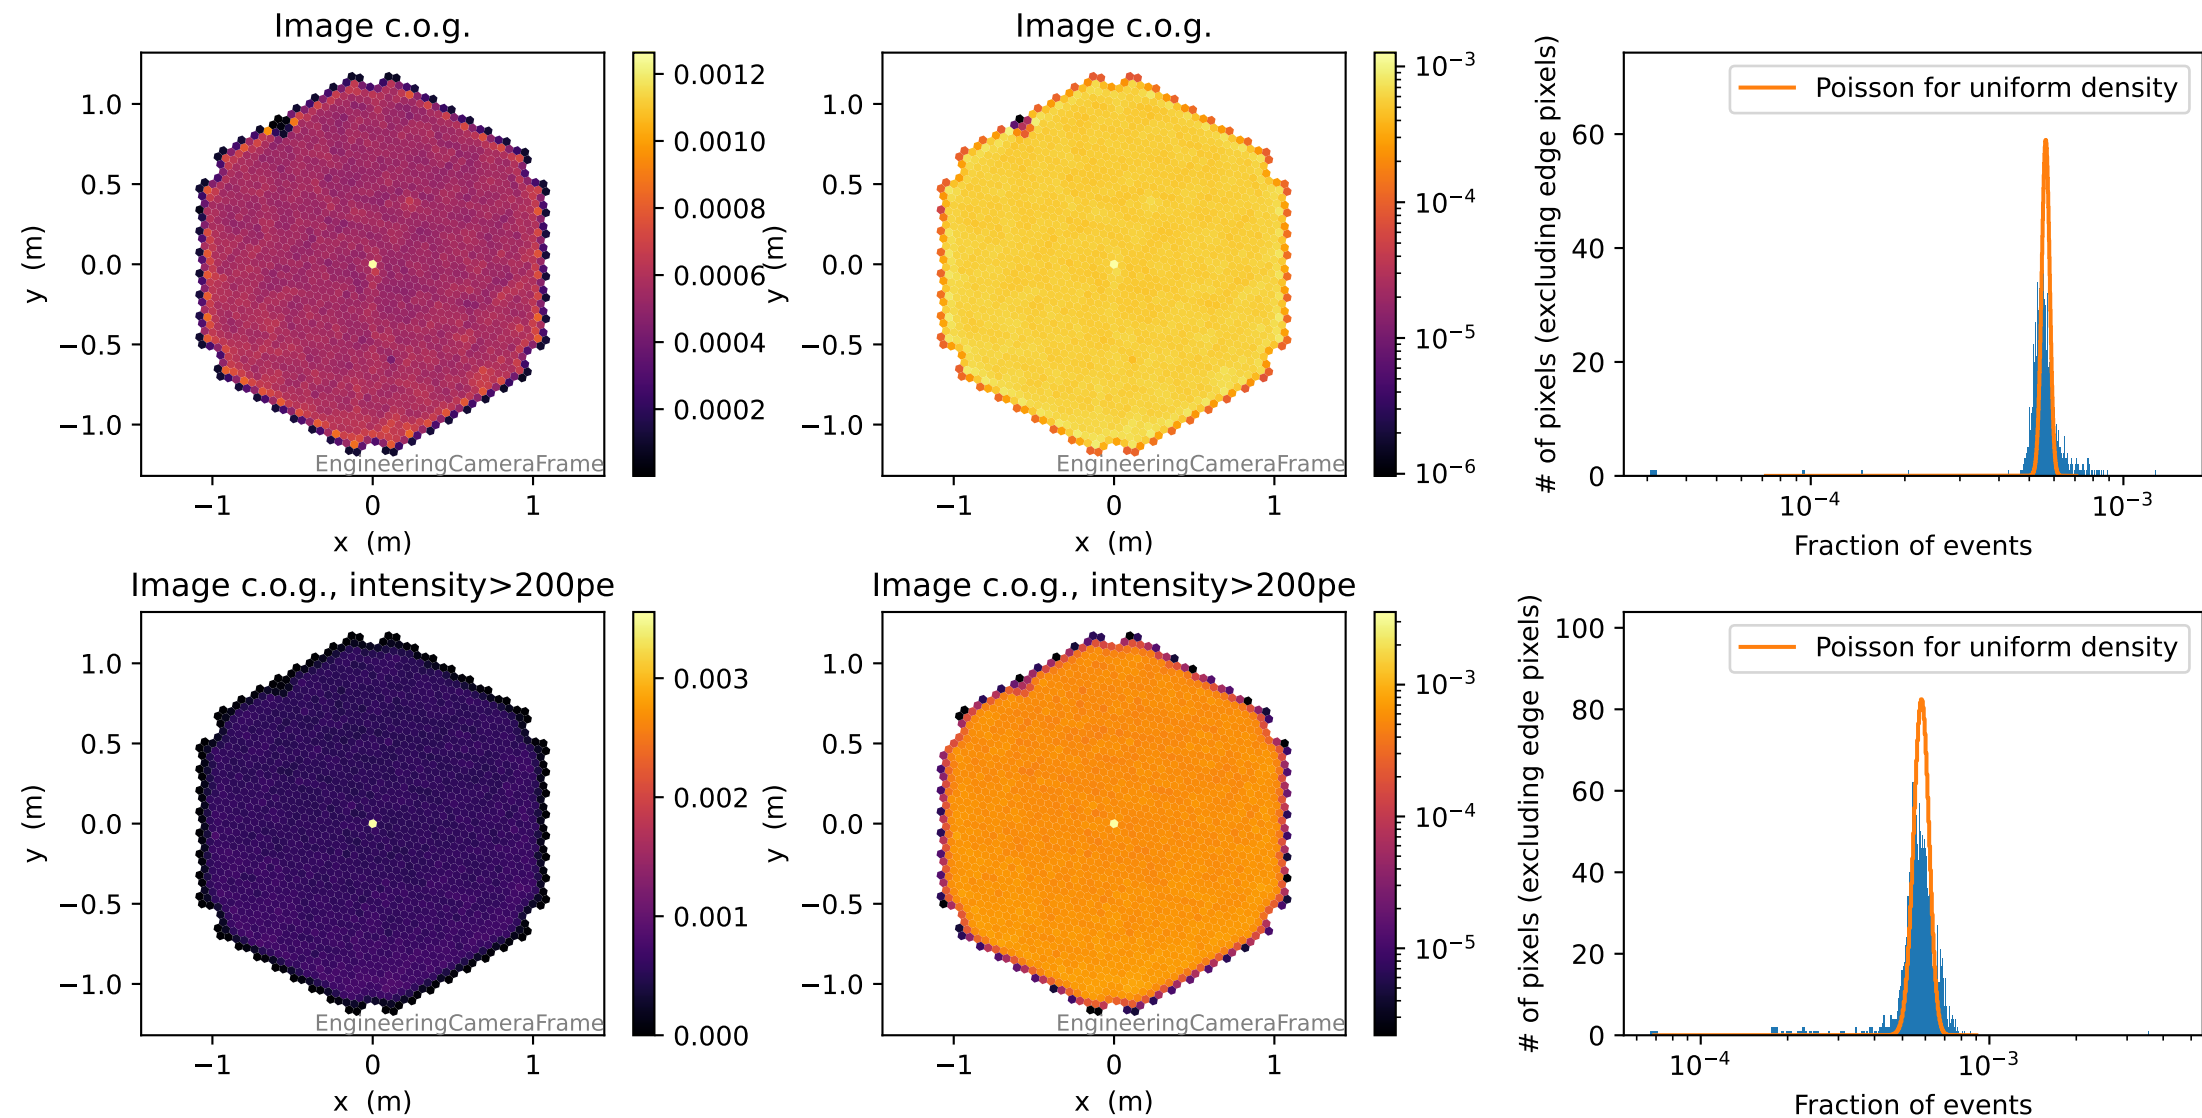 Image c.o.g.
1.0
0.5
0.0
−0.5
−1.0
y (m)
−1
0
1
x (m)
EngineeringCameraFrame
0.0012
0.0010
0.0008
0.0006
0.0004
0.0002
Image c.o.g.
1.0
0.5
0.0
−0.5
−1.0
y (m)
−1
0
1
x (m)
EngineeringCameraFrame
10⁻³
10⁻⁴
10⁻⁵
10⁻⁶
# of pixels (excluding edge pixels)
60
40
20
0
Poisson for uniform density
10⁻⁴
10⁻³
Fraction of events
Image c.o.g., intensity>200pe
1.0
0.5
0.0
−0.5
−1.0
y (m)
−1
0
1
x (m)
EngineeringCameraFrame
0.003
0.002
0.001
0.000
Image c.o.g., intensity>200pe
1.0
0.5
0.0
−0.5
−1.0
y (m)
−1
0
1
x (m)
EngineeringCameraFrame
10⁻³
10⁻⁴
10⁻⁵
# of pixels (excluding edge pixels)
100
80
60
40
20
0
Poisson for uniform density
10⁻⁴
10⁻³
Fraction of events